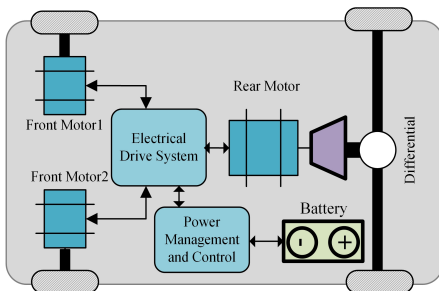 Front Motor1
Electrical
Drive System
Rear Motor
Differential
Front Motor2
Power
Management
and Control
Battery
- +